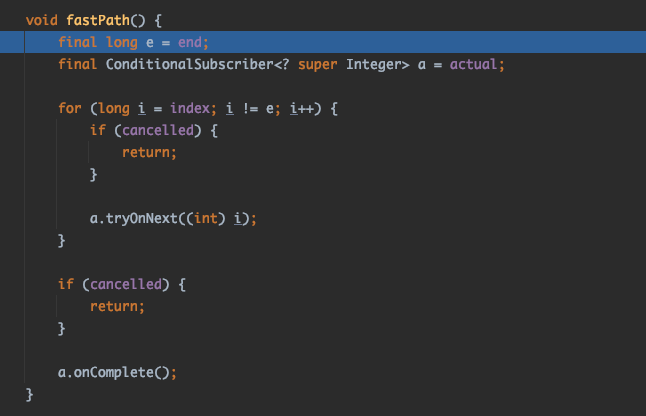 void fastPath() {
    final long e = end;
    final ConditionalSubscriber<? super Integer> a = actual;

    for (long i = index; i != e; i++) {
        if (cancelled) {
            return;
        }

        a.tryOnNext((int) i);
    }

    if (cancelled) {
        return;
    }

    a.onComplete();
}